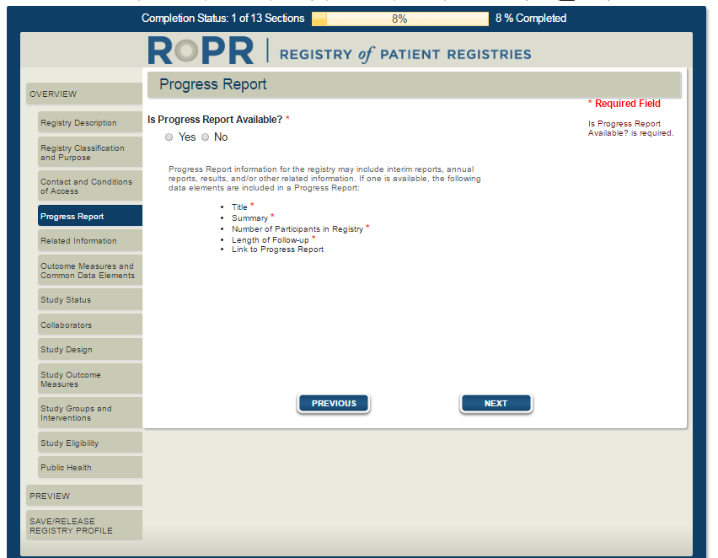 Completion Status: 1 of 13 Sections 8% 8 % Completed
RoPR | REGISTRY of PATIENT REGISTRIES
OVERVIEW
Registry Description
Registry Classification
and Purpose
Contact and Conditions
of Access
Progress Report
Related Information
Outcome Measures and
Common Data Elements
Study Status
Collaborators
Study Design
Study Outcome
Measures
Study Groups and
Interventions
Study Eligibility
Public Health
PREVIEW
SAVE/RELEASE
REGISTRY PROFILE
Progress Report
* Required Field
Is Progress Report
Available? is required.
Is Progress Report Available? *
Yes No
Progress Report information for the registry may include interim reports, annual
reports, results, and/or other related information. If one is available, the following
data elements are included in a Progress Report:
• Title *
• Summary *
• Number of Participants in Registry *
• Length of Follow-up *
• Link to Progress Report
PREVIOUS NEXT